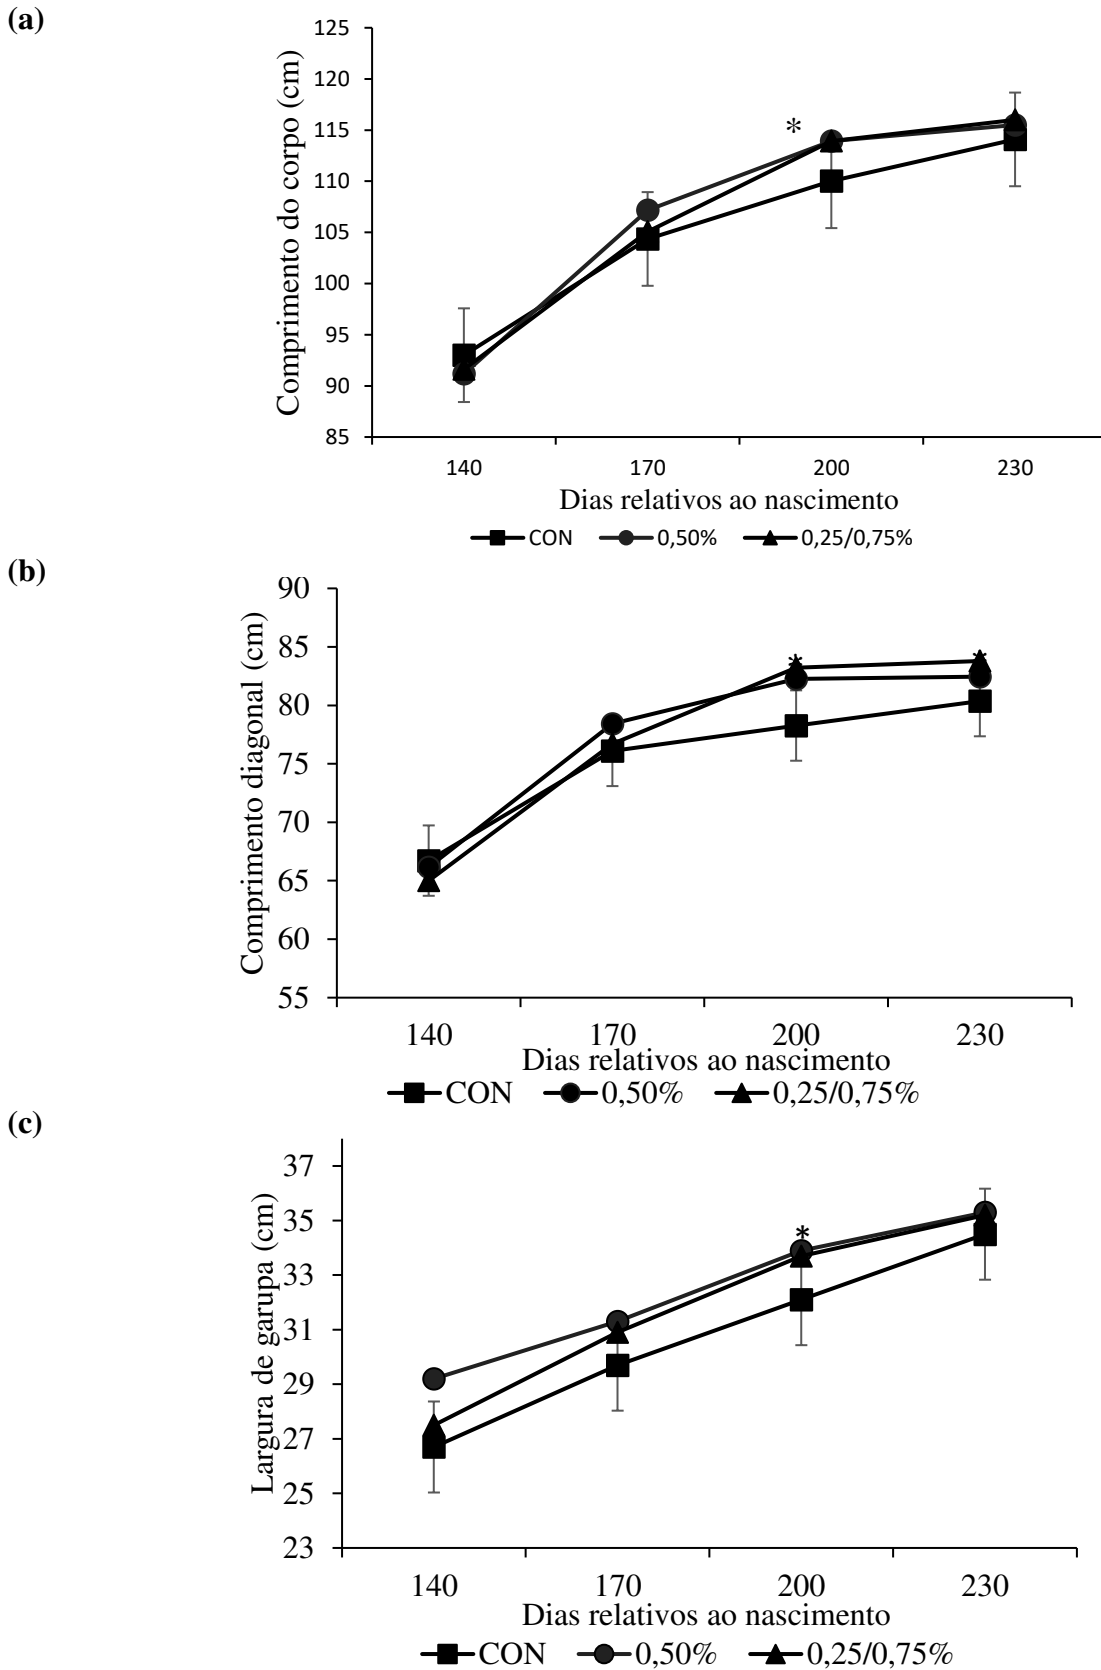 (a)
Comprimento do corpo (cm)
125
120
115
110
105
100
95
90
85
*
140 170 200 230
Dias relativos ao nascimento
CON 0,50% 0,25/0,75%
(b)
Comprimento diagonal (cm)
90
85
80
75
70
65
60
55
* *
140 170 200 230
Dias relativos ao nascimento
CON 0,50% 0,25/0,75%
(c)
Largura de garupa (cm)
37
35
33
31
29
27
25
23
*
140 170 200 230
Dias relativos ao nascimento
CON 0,50% 0,25/0,75%